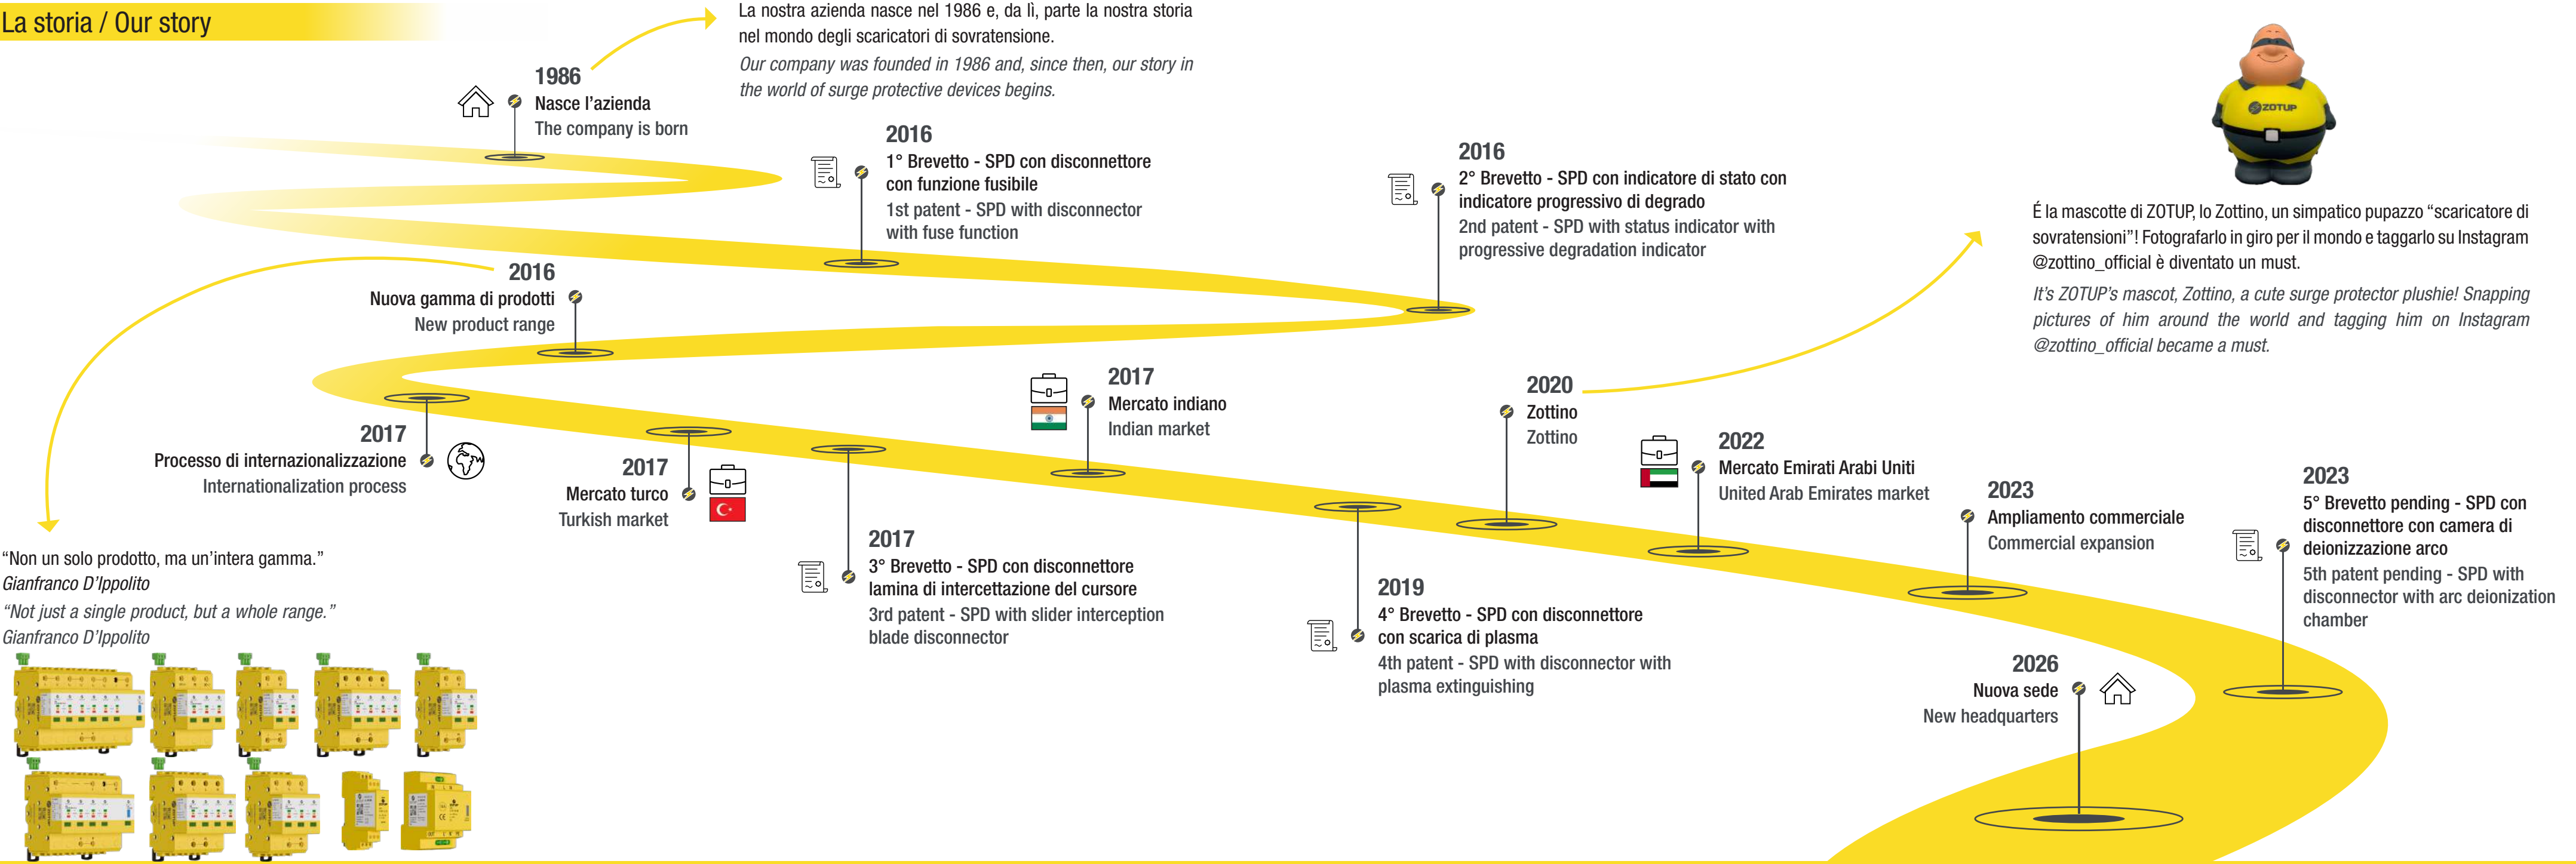 La storia / Our story
La nostra azienda nasce nel 1986 e, da lì, parte la nostra storia
nel mondo degli scaricatori di sovratensione.
Our company was founded in 1986 and, since then, our story in
the world of surge protective devices begins.
1986
Nasce l’azienda
The company is born
2016
1° Brevetto - SPD con disconnettore
con funzione fusibile
1st patent - SPD with disconnector
with fuse function
2016
2° Brevetto - SPD con indicatore di stato con
indicatore progressivo di degrado
2nd patent - SPD with status indicator with
progressive degradation indicator
ZOTUP
É la mascotte di ZOTUP, lo Zottino, un simpatico pupazzo “scaricatore di
sovratensioni”! Fotografarlo in giro per il mondo e taggarlo su Instagram
@zottino_official è diventato un must.
It’s ZOTUP’s mascot, Zottino, a cute surge protector plushie! Snapping
pictures of him around the world and tagging him on Instagram
@zottino_official became a must.
2016
Nuova gamma di prodotti
New product range
“Non un solo prodotto, ma un’intera gamma.”
Gianfranco D’Ippolito
“Not just a single product, but a whole range.”
Gianfranco D’Ippolito
2017
Processo di internazionalizzazione
Internationalization process
2017
Mercato turco
Turkish market
2017
3° Brevetto - SPD con disconnettore
lamina di intercettazione del cursore
3rd patent - SPD with slider interception
blade disconnector
2017
Mercato indiano
Indian market
2019
4° Brevetto - SPD con disconnettore
con scarica di plasma
4th patent - SPD with disconnector with
plasma extinguishing
2020
Zottino
Zottino
2022
Mercato Emirati Arabi Uniti
United Arab Emirates market
2023
Ampliamento commerciale
Commercial expansion
2023
5° Brevetto pending - SPD con
disconnettore con camera di
deionizzazione arco
5th patent pending - SPD with
disconnector with arc deionization
chamber
2026
Nuova sede
New headquarters